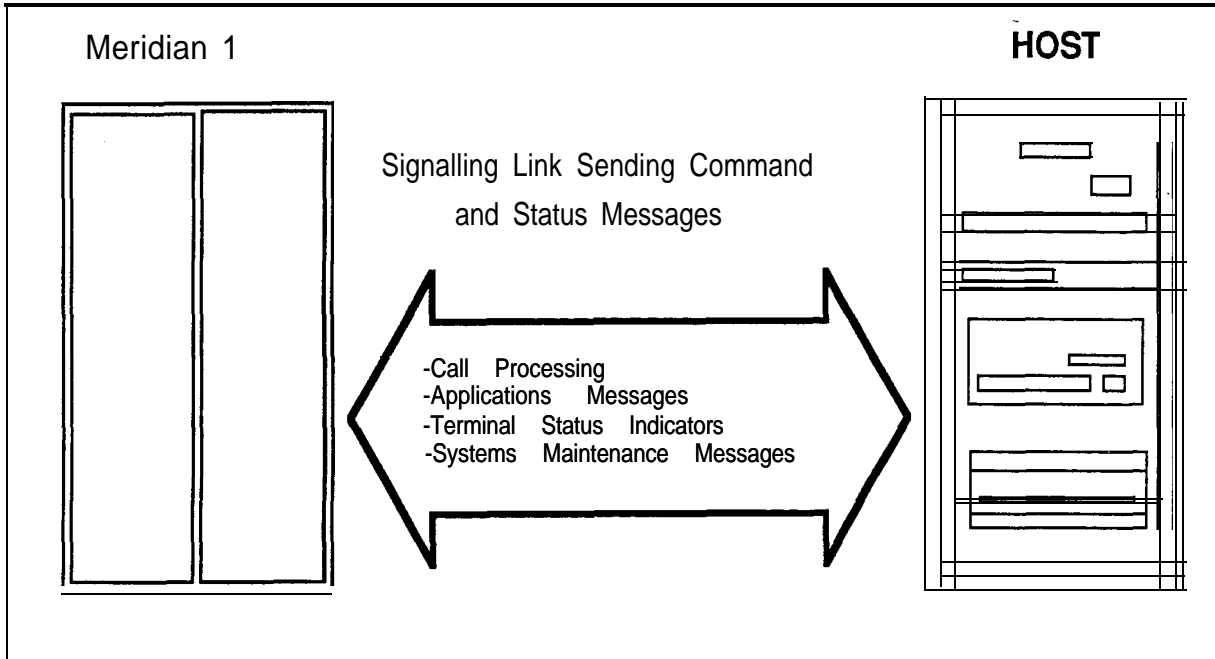 Meridian 1
HOST
Signalling Link Sending Command
and Status Messages
-Call Processing
-Applications Messages
-Terminal Status Indicators
-Systems Maintenance Messages